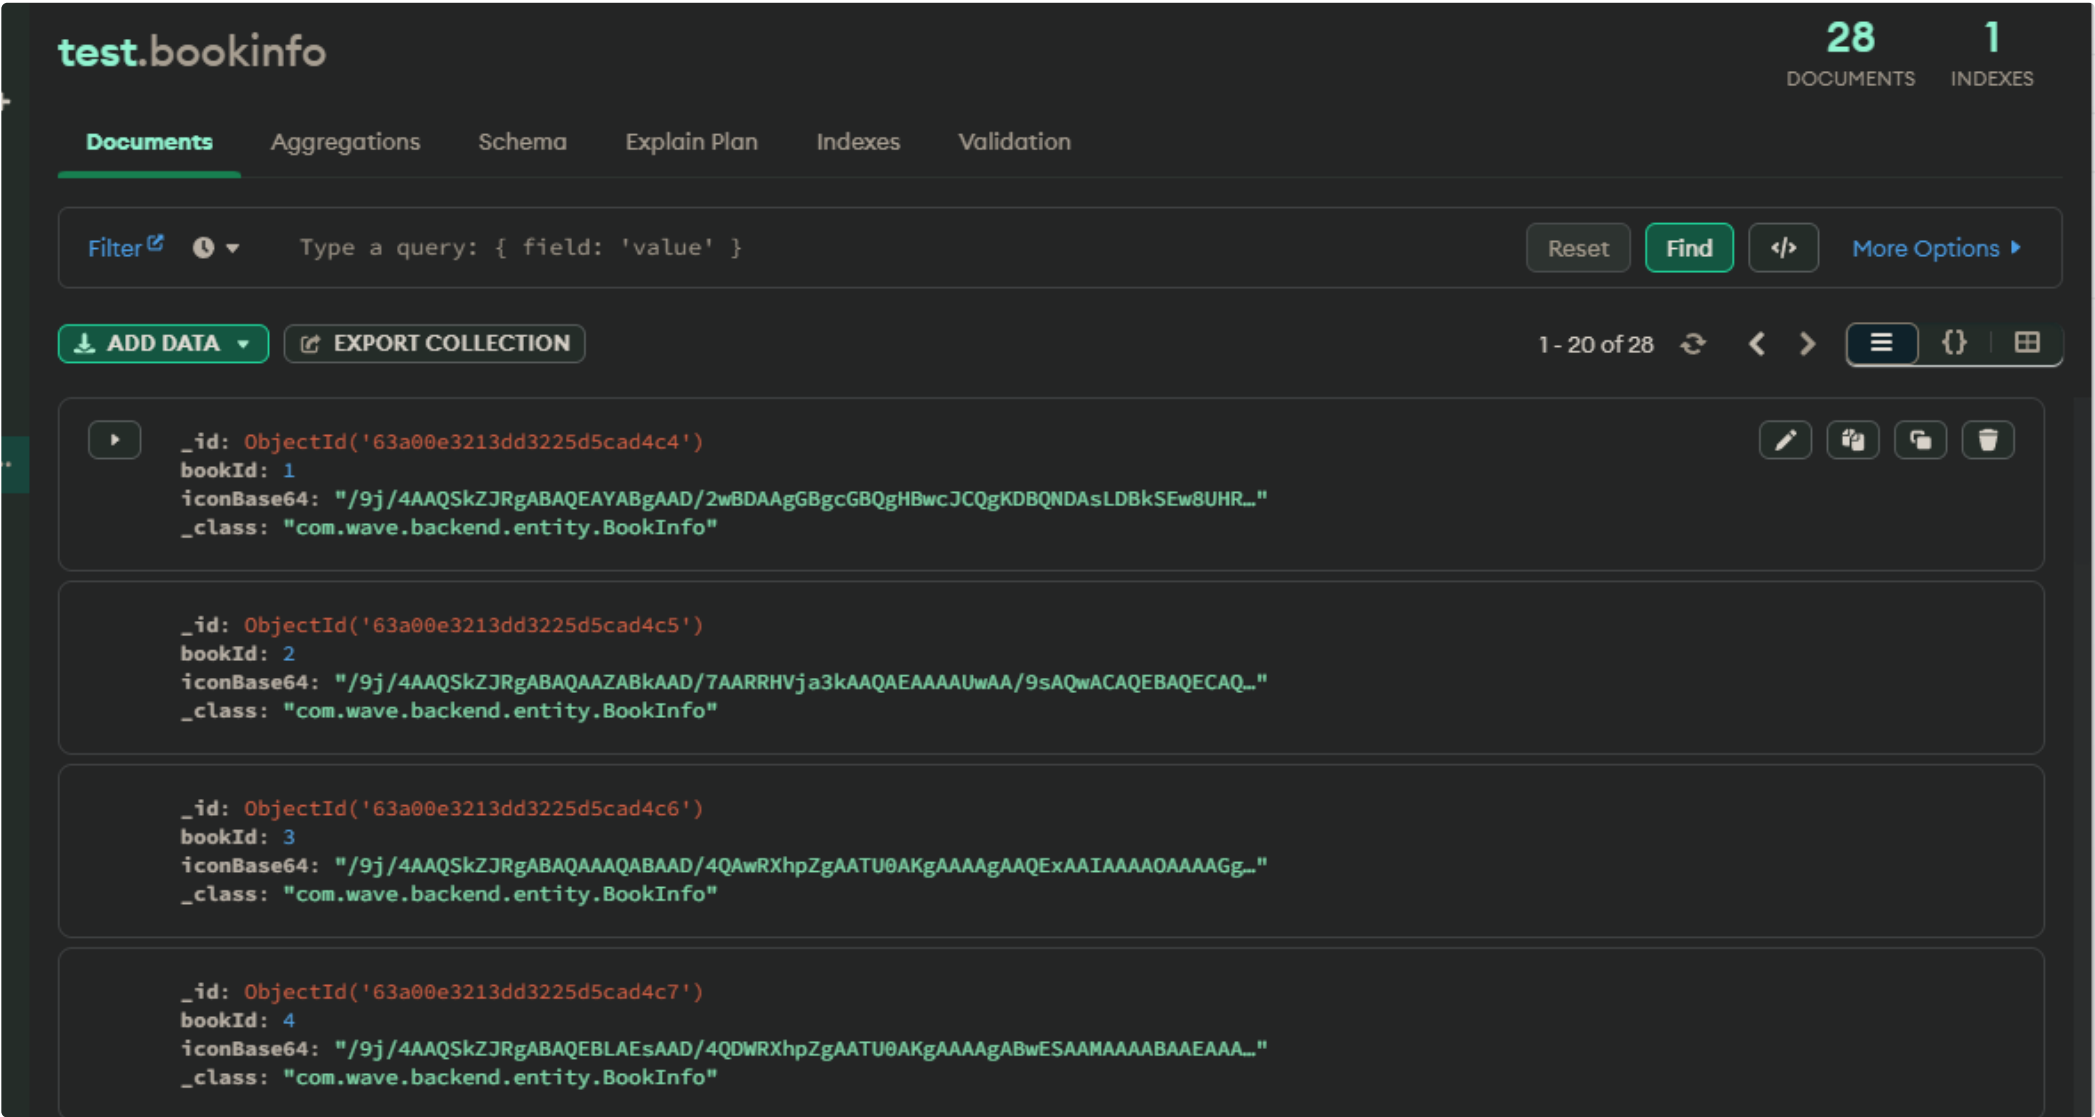 test.bookinfo
28
DOCUMENTS
1
INDEXES
Documents Aggregations Schema Explain Plan Indexes Validation
Filter Type a query: { field: 'value' } Reset Find </> More Options
ADD DATA EXPORT COLLECTION 1 - 20 of 28 {}
_id: ObjectId('63a00e3213dd3225d5cad4c4')
bookId: 1
iconBase64: "/9j/4AAQSkZJRgABAQEAYABgAAD/2wBDAAgGBgcGBQgHBwcJCQgKDBQNDAsLDBkSEw8UHR…"
_class: "com.wave.backend.entity.BookInfo"
_id: ObjectId('63a00e3213dd3225d5cad4c5')
bookId: 2
iconBase64: "/9j/4AAQSkZJRgABAQAAZABkAAD/7AARRHVja3kAAQAEAAAAUwAA/9sAQwACAQEBAQECAQ…"
_class: "com.wave.backend.entity.BookInfo"
_id: ObjectId('63a00e3213dd3225d5cad4c6')
bookId: 3
iconBase64: "/9j/4AAQSkZJRgABAQAAAQABAAD/4QAwRXhpZgAATU0AKgAAAAgAAQExAAIAAAAOAAAAGg…"
_class: "com.wave.backend.entity.BookInfo"
_id: ObjectId('63a00e3213dd3225d5cad4c7')
bookId: 4
iconBase64: "/9j/4AAQSkZJRgABAQEBLAEsAAD/4QDWRXhpZgAATU0AKgAAAAgABwESAAMAAAABAAEAAA…"
_class: "com.wave.backend.entity.BookInfo"